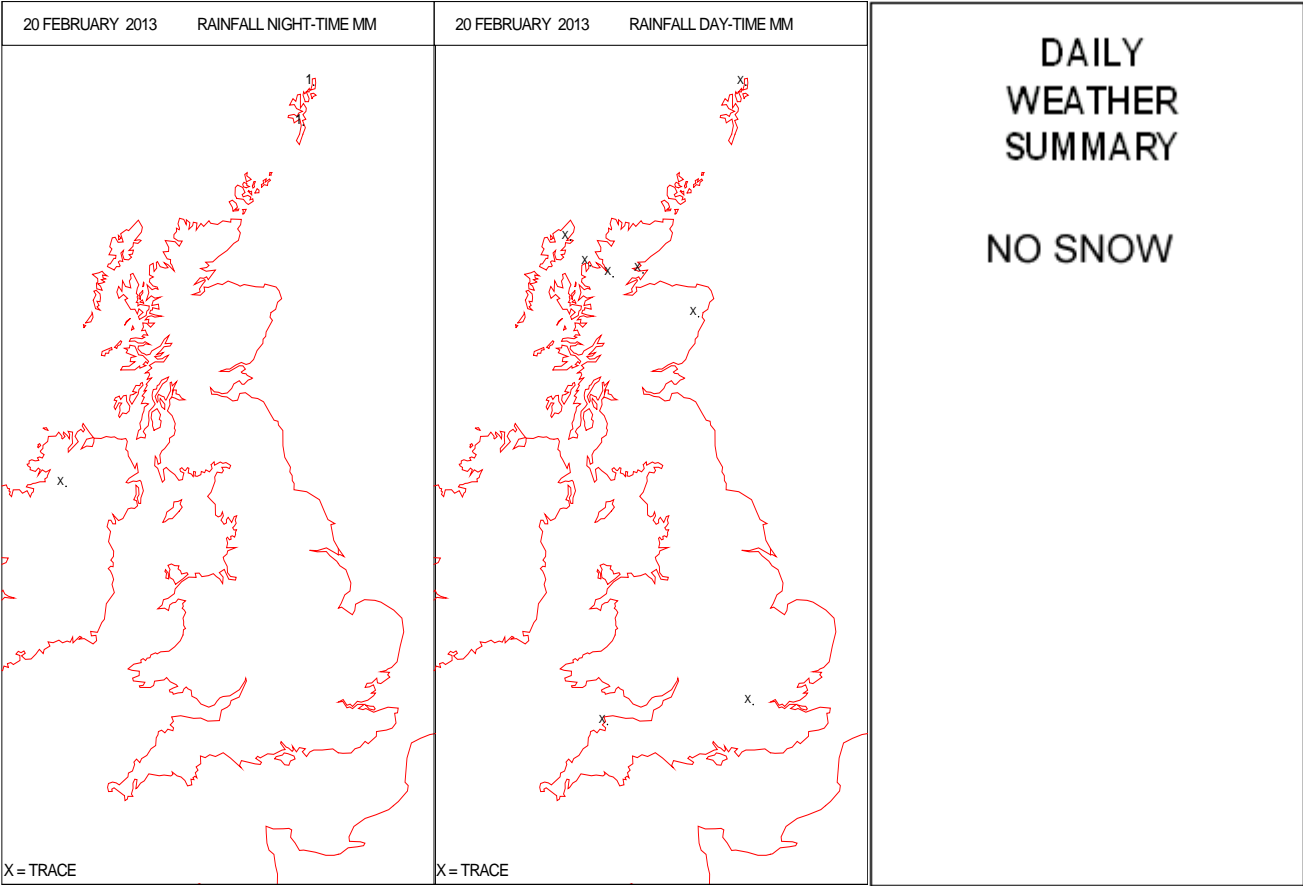 20 FEBRUARY 2013 RAINFALL NIGHT-TIME MM
1
1
X
X = TRACE
20 FEBRUARY 2013 RAINFALL DAY-TIME MM
X
X
X
X
X
X
X
X
X = TRACE
DAILY
WEATHER
SUMMARY
NO SNOW